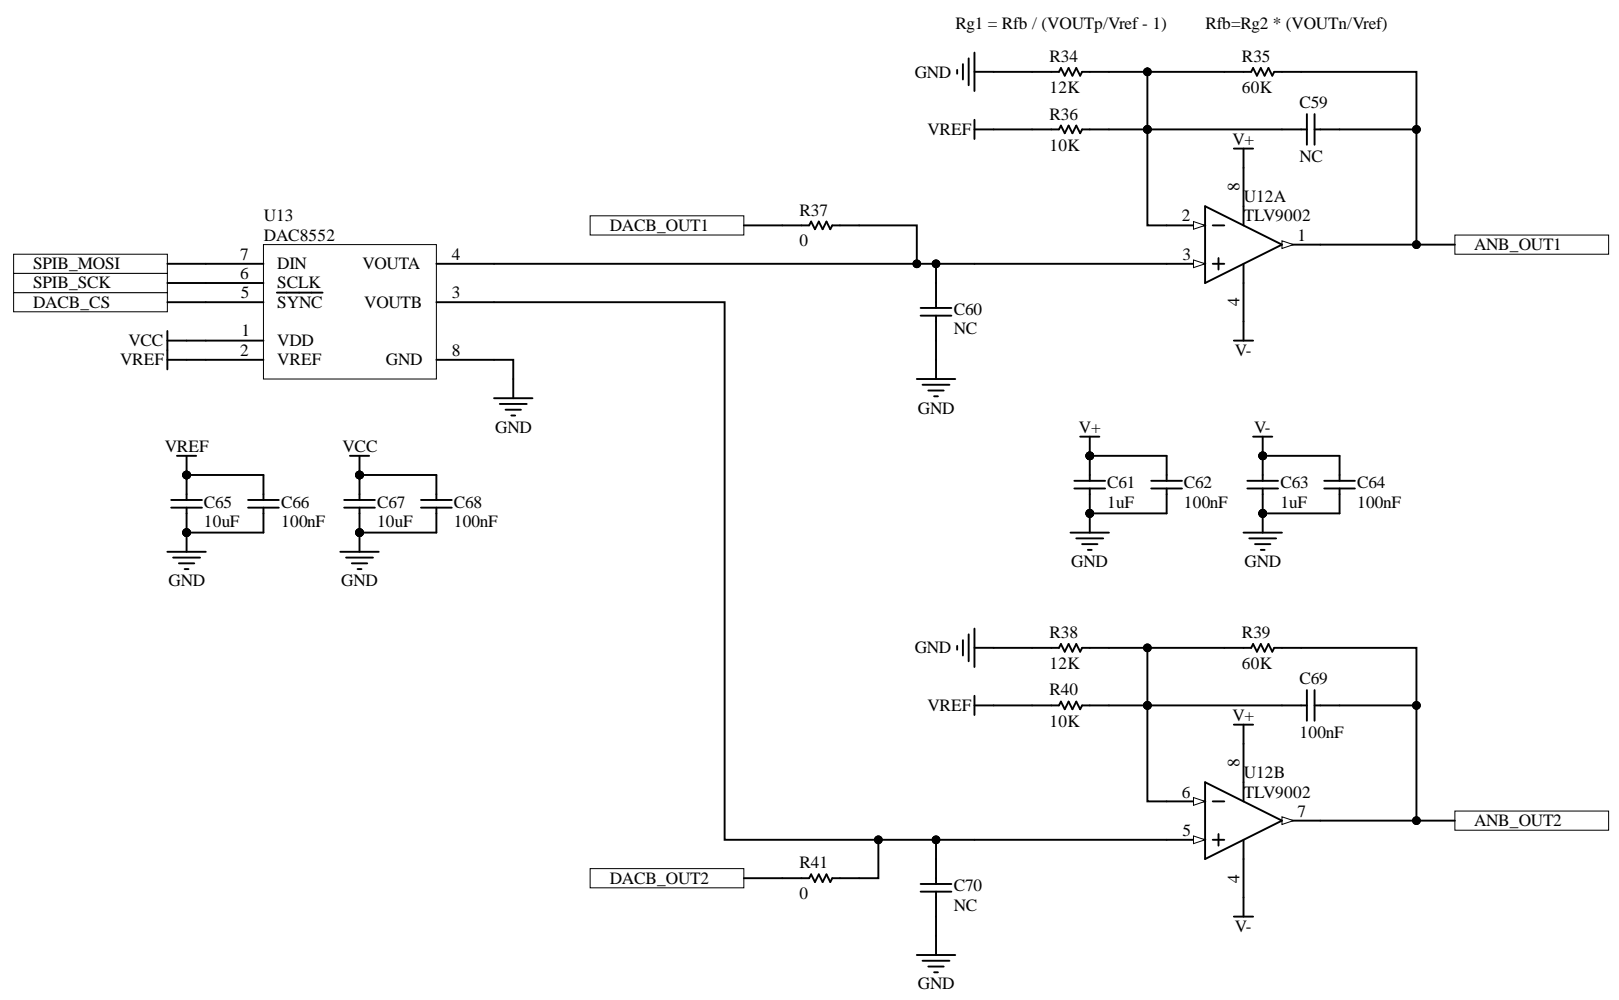 Rg1 = Rfb / (VOUTp/Vref - 1) Rfb=Rg2 * (VOUTn/Vref)
GND
R34
12K
R35
60K
VREF
R36
10K
C59
NC
V+
8
U12A
TLV9002
2
3
1
4
V-
ANB_OUT1
DACB_OUT1
R37
0
C60
NC
GND
U13
DAC8552
SPIB_MOSI
SPIB_SCK
DACB_CS
VCC
VREF
7
6
5
1
2
DIN
SCLK
SYNC
VDD
VREF
VOUTA
VOUTB
GND
4
3
8
GND
VREF
C65
10uF
C66
100nF
GND
VCC
C67
10uF
C68
100nF
GND
V+
C61
1uF
C62
100nF
GND
V-
C63
1uF
C64
100nF
GND
GND
R38
12K
R39
60K
VREF
R40
10K
C69
100nF
V+
8
U12B
TLV9002
6
5
7
4
V-
ANB_OUT2
DACB_OUT2
R41
0
C70
NC
GND